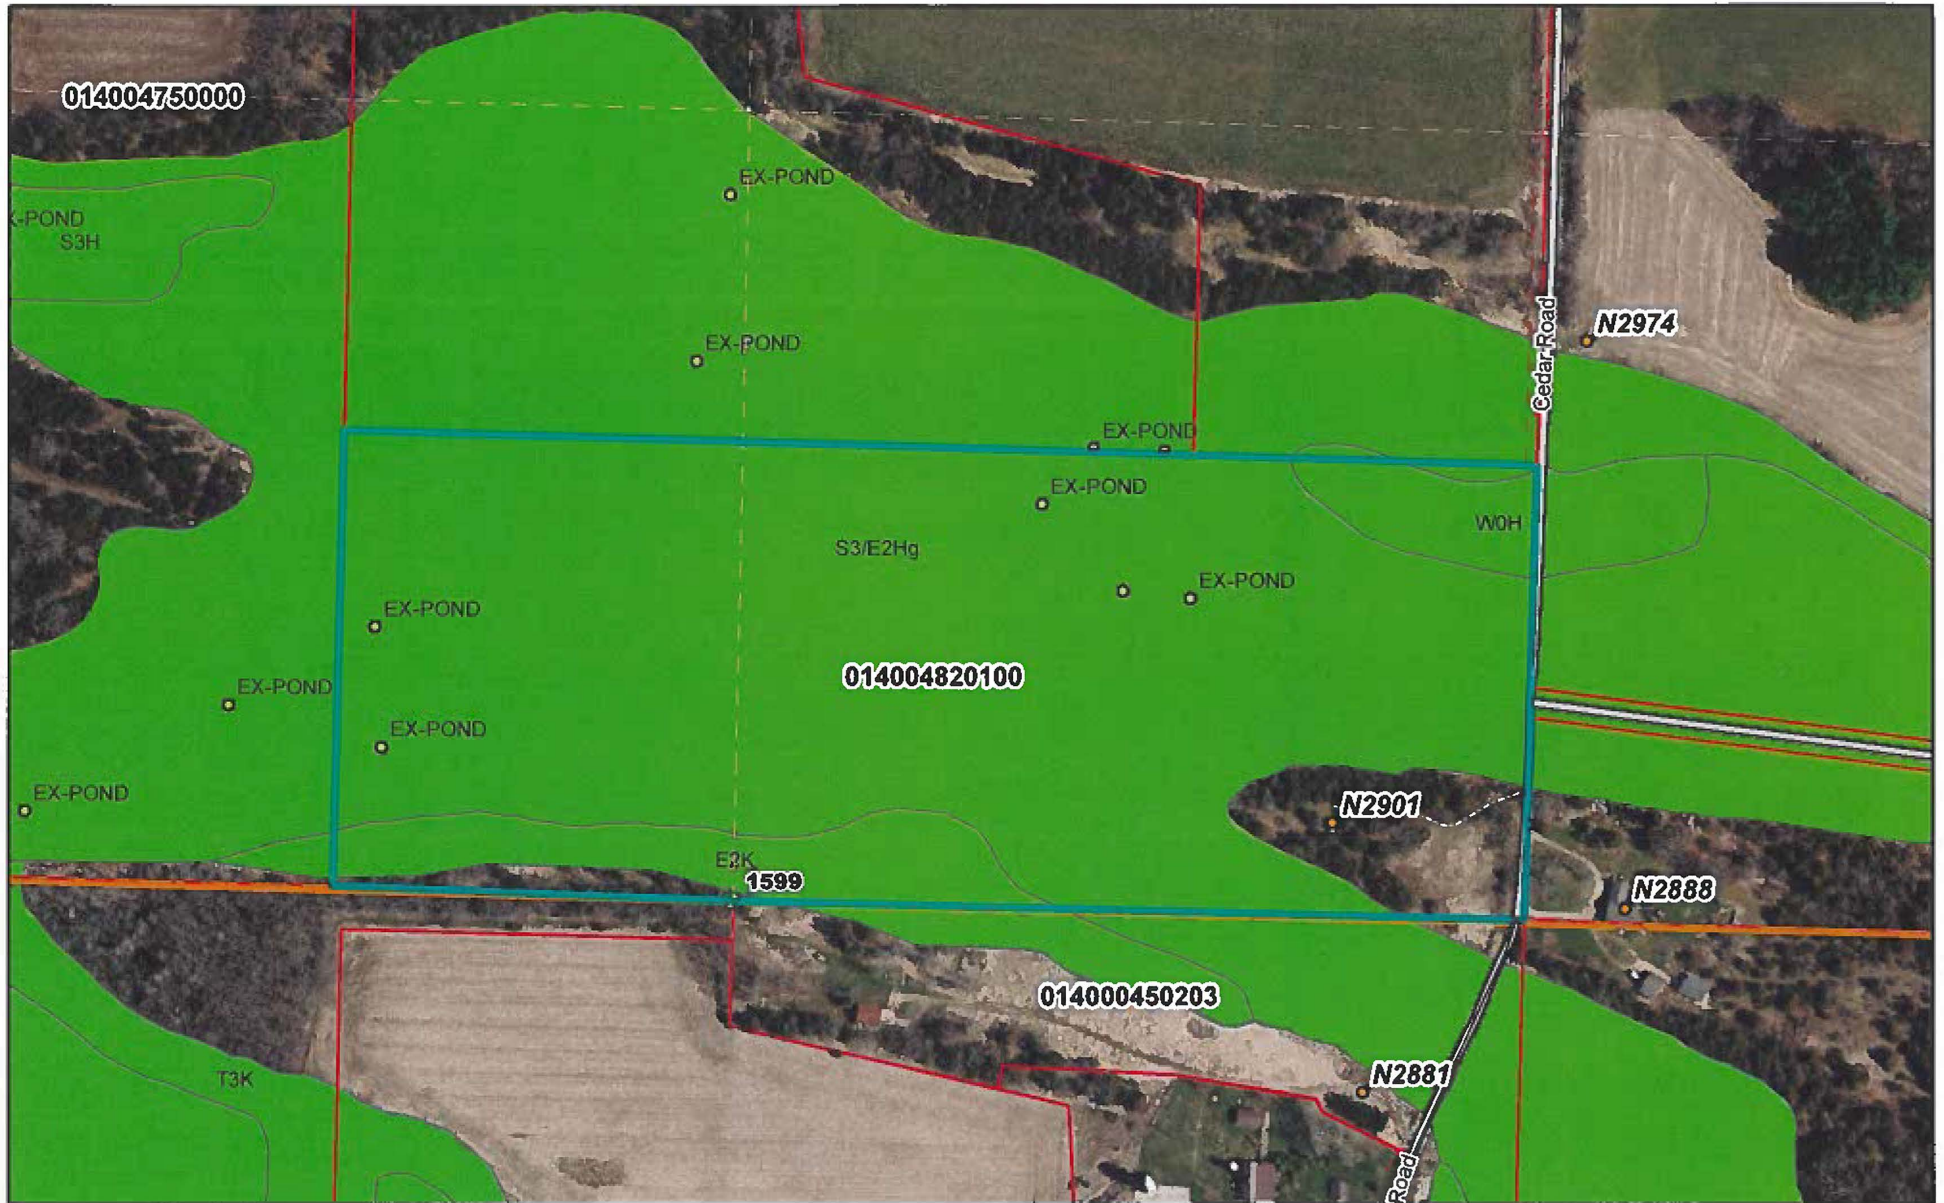 014004750000
EX-POND
X-POND
S3H
N2974
EX-POND
Cedar Road
EX-POND
EX-POND
W0H
S3/E2Hg
EX-POND
EX-POND
014004820100
EX-POND
EX-POND
EX-POND
N2901
E2K
1599
N2888
014000450203
N2881
T3K
Road